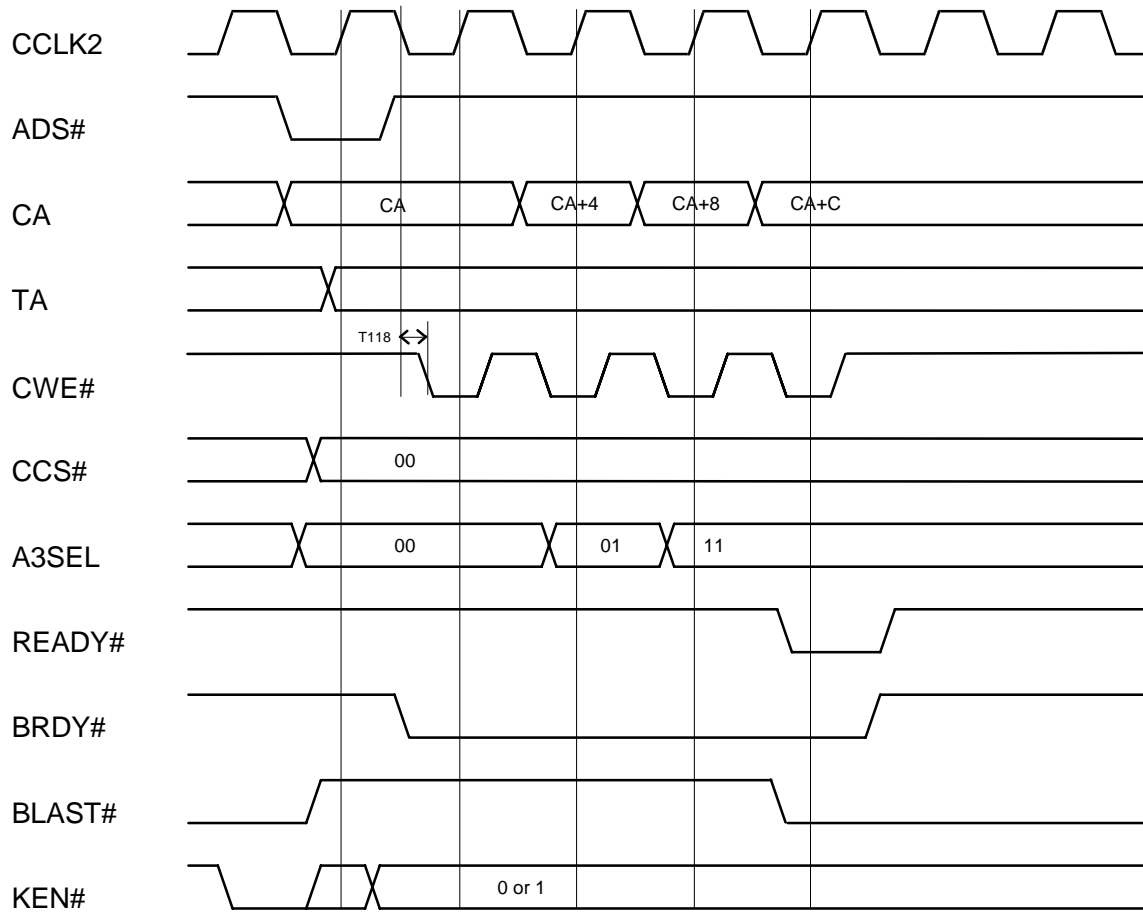 CCLK2
ADS#
CA CA CA+4 CA+8 CA+C
TA
T118
CWE#
CCS# 00
A3SEL 00 01 11
READY#
BRDY#
BLAST#
KEN# 0 or 1